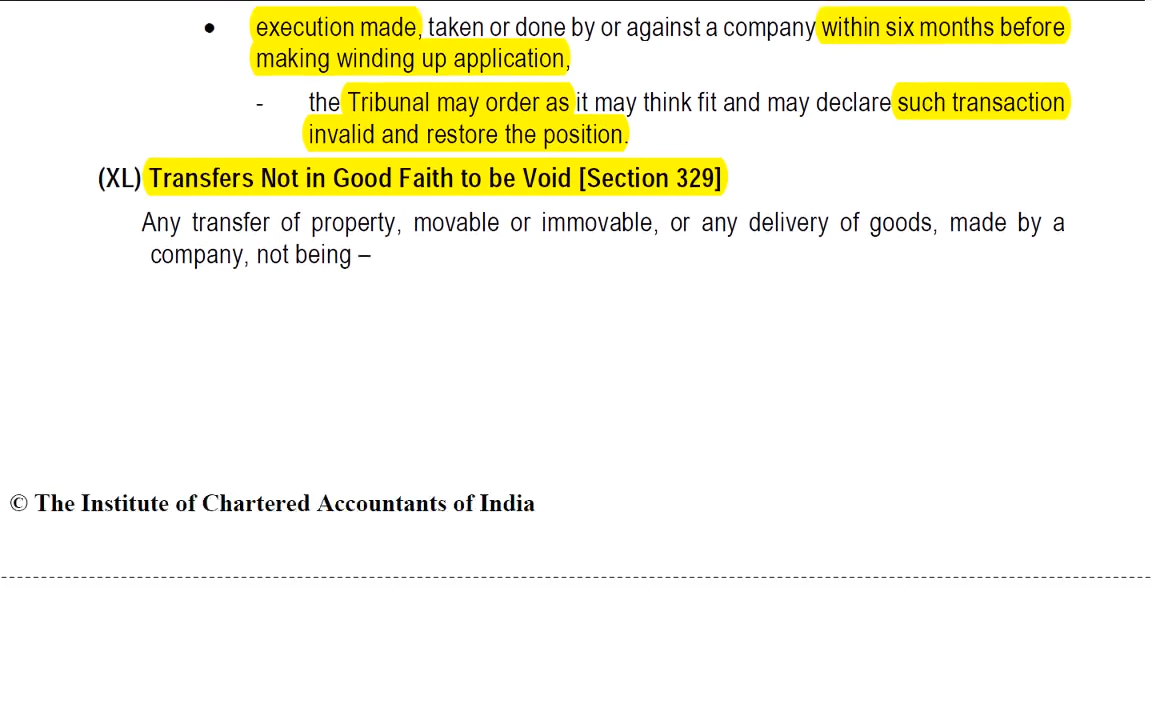 • execution made, taken or done by or against a company within six months before
making winding up application,
- the Tribunal may order as it may think fit and may declare such transaction
invalid and restore the position.
(XL) Transfers Not in Good Faith to be Void [Section 329]
Any transfer of property, movable or immovable, or any delivery of goods, made by a
company, not being –
© The Institute of Chartered Accountants of India